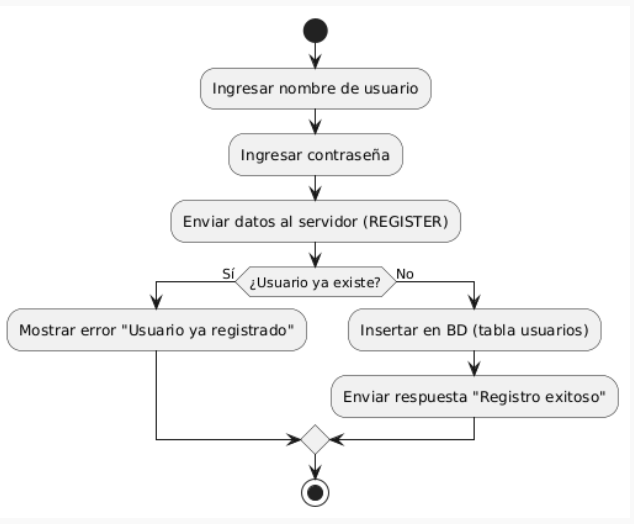 Ingresar nombre de usuario
Ingresar contraseña
Enviar datos al servidor (REGISTER)
Sí
¿Usuario ya existe?
No
Mostrar error "Usuario ya registrado"
Insertar en BD (tabla usuarios)
Enviar respuesta "Registro exitoso"